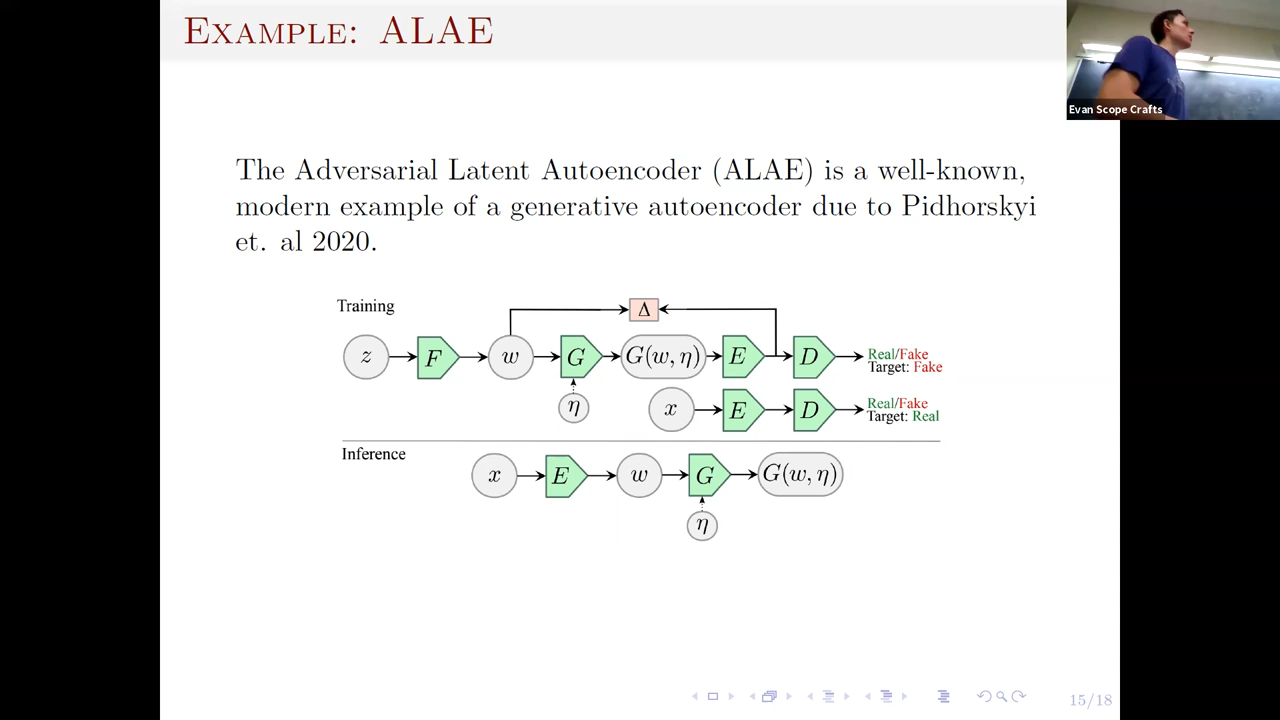 EXAMPLE: ALAE
Evan Scope Crafts
The Adversarial Latent Autoencoder (ALAE) is a well-known,
modern example of a generative autoencoder due to Pidhorskyi
et. al 2020.
Training
Δ
z F w G G(w, η) E D Real/Fake
Target: Fake
η x E D Real/Fake
Target: Real
Inference
x E w G G(w, η)
η
15/18